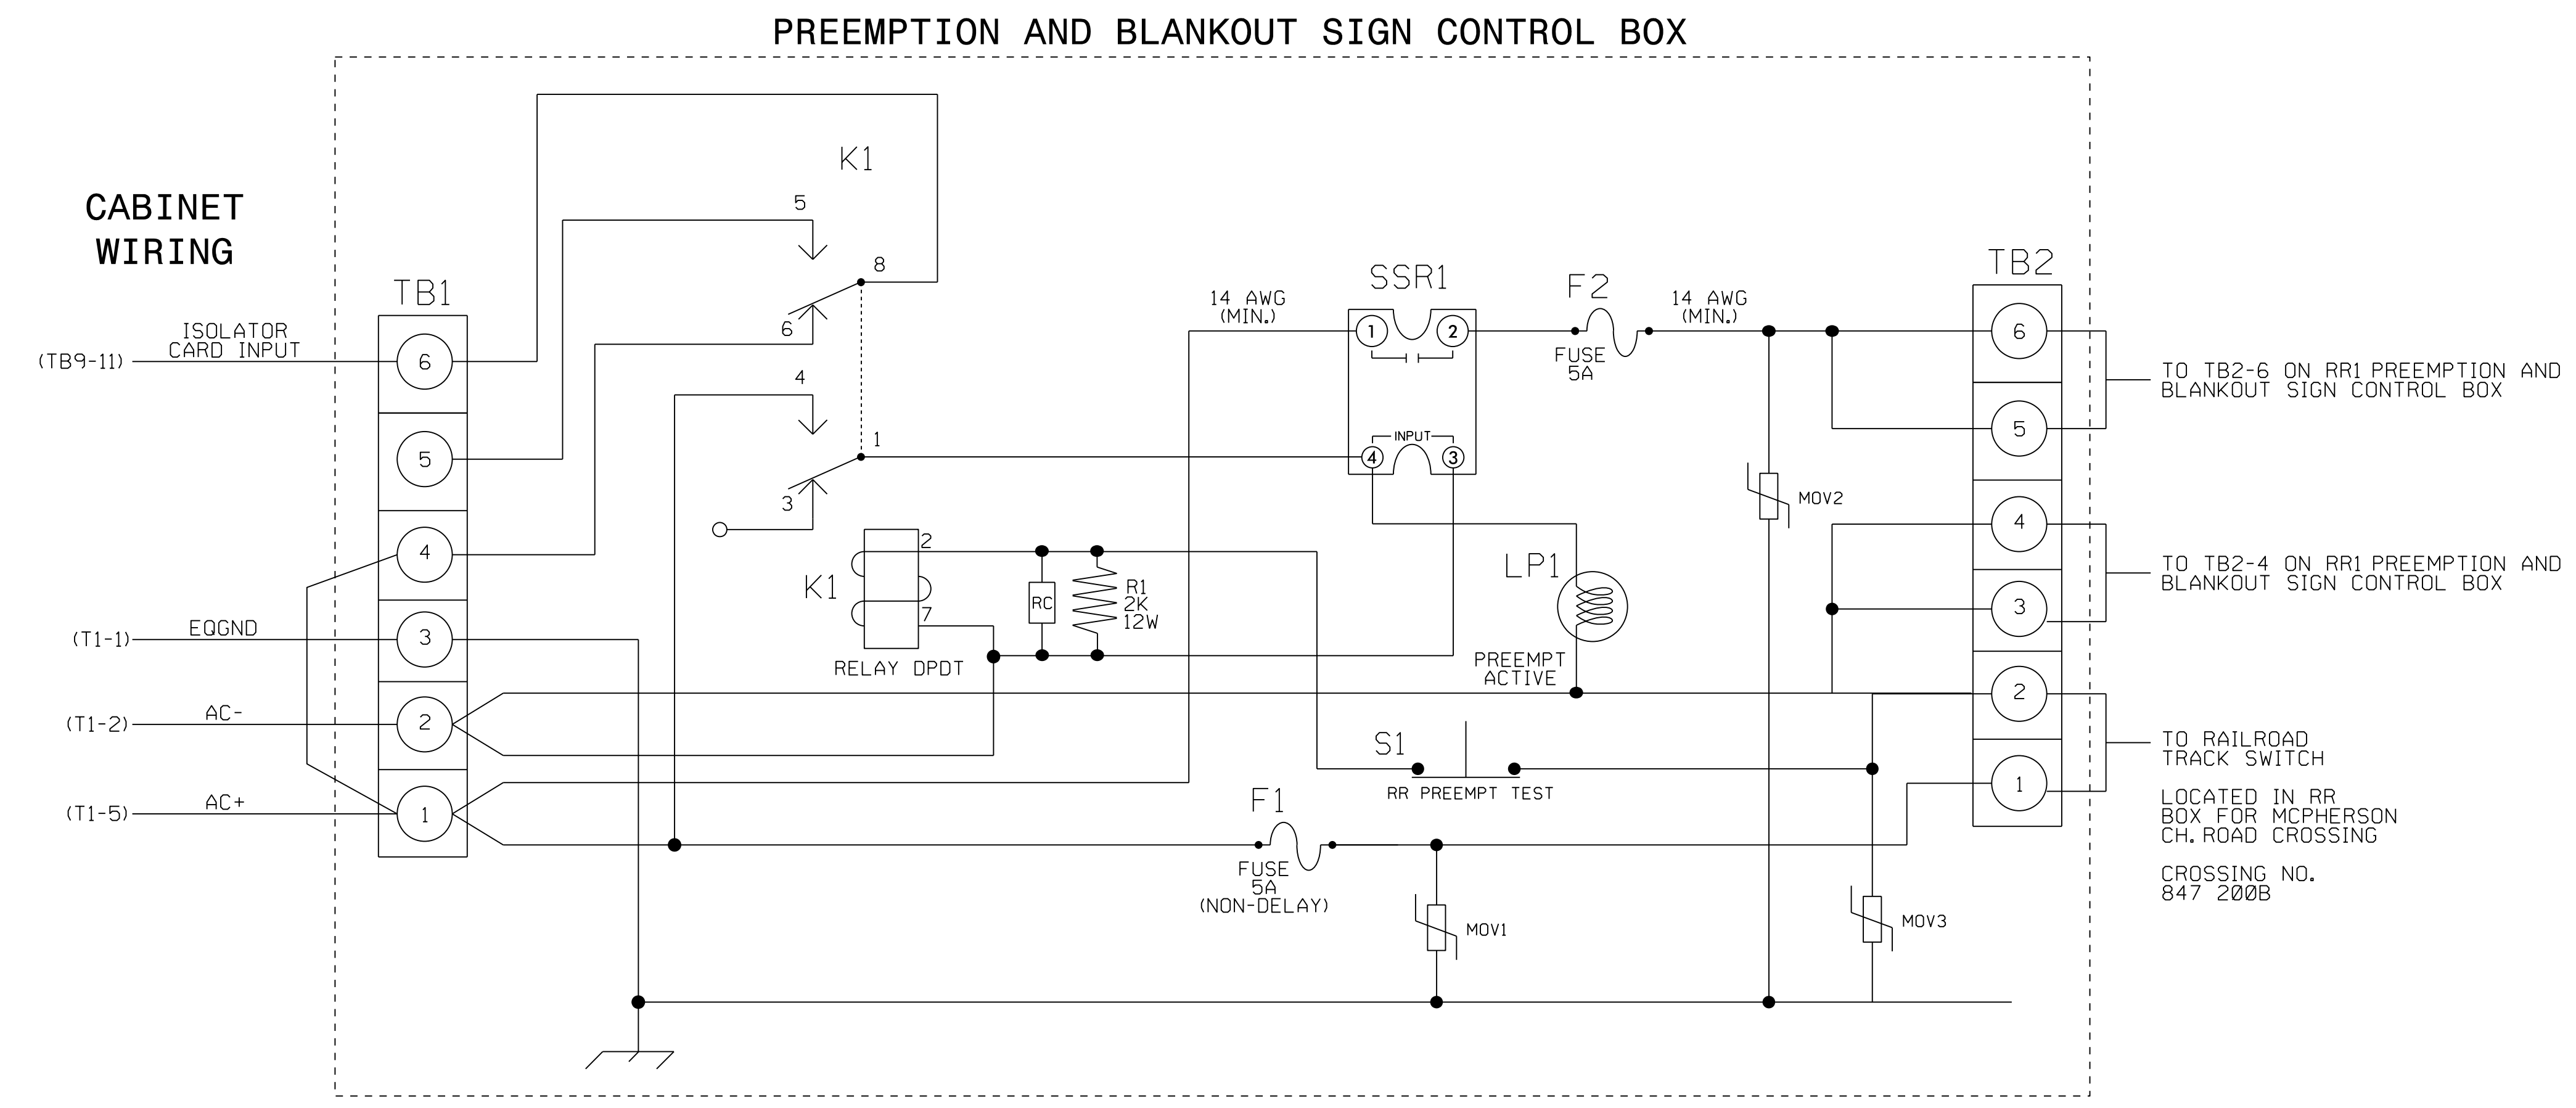 PREEMPTION AND BLANKOUT SIGN CONTROL BOX
CABINET
WIRING
TB1
(TB9-11)
ISOLATOR
CARD INPUT
6
5
4
(T1-1)
EQGND
3
(T1-2)
AC-
2
(T1-5)
AC+
1
K1
5
8
6
4
1
3
K1
2
7
RELAY DPDT
RC
R1
2K
12W
14 AWG
(MIN.)
SSR1
1
2
INPUT
4
3
F2
FUSE
5A
14 AWG
(MIN.)
MOV2
LP1
PREEMPT
ACTIVE
S1
RR PREEMPT TEST
F1
FUSE
5A
(NON-DELAY)
MOV1
MOV3
TB2
6
5
4
3
2
1
TO TB2-6 ON RR1 PREEMPTION AND
BLANKOUT SIGN CONTROL BOX
TO TB2-4 ON RR1 PREEMPTION AND
BLANKOUT SIGN CONTROL BOX
TO RAILROAD
TRACK SWITCH
LOCATED IN RR
BOX FOR MCPHERSON
CH. ROAD CROSSING
CROSSING NO.
847 200B